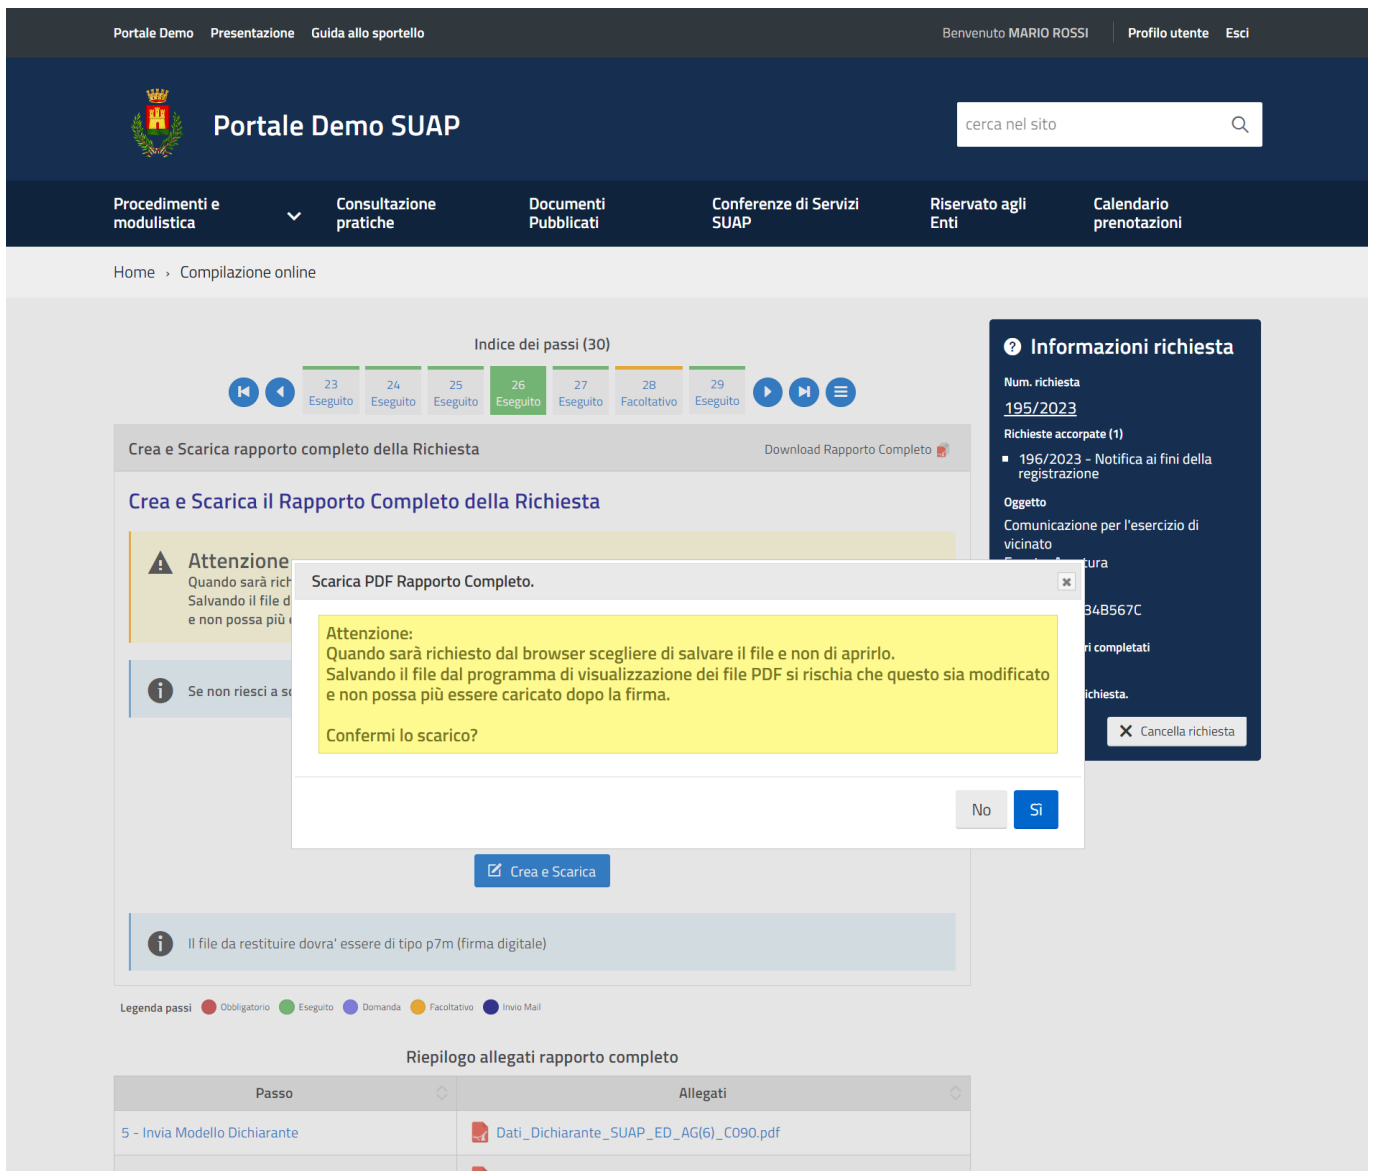 Portale Demo Presentazione Guida allo sportello
Benvenuto MARIO ROSSI Profilo utente Esci
Portale Demo SUAP
cerca nel sito
Procedimenti e modulistica
Consultazione pratiche
Documenti Pubblicati
Conferenze di Servizi SUAP
Riservato agli Enti
Calendario prenotazioni
Home › Compilazione online
Indice dei passi (30)
23 Eseguito
24 Eseguito
25 Eseguito
26 Eseguito
27 Eseguito
28 Facoltativo
29 Eseguito
Crea e Scarica rapporto completo della Richiesta
Download Rapporto Completo
Crea e Scarica il Rapporto Completo della Richiesta
Attenzione
Quando sarà rich
Salvando il file d
e non possa più
Se non riesci a s
Scarica PDF Rapporto Completo.
Attenzione:
Quando sarà richiesto dal browser scegliere di salvare il file e non di aprirlo.
Salvando il file dal programma di visualizzazione dei file PDF si rischia che questo sia modificato
e non possa più essere caricato dopo la firma.
Confermi lo scarico?
No
Sì
Crea e Scarica
Il file da restituire dovra' essere di tipo p7m (firma digitale)
Legenda passi Obbligatorio Eseguito Domanda Facoltativo Invio Mail
Riepilogo allegati rapporto completo
Passo Allegati
5 - Invia Modello Dichiarante Dati_Dichiarante_SUAP_ED_AG(6)_C090.pdf
Informazioni richiesta
Num. richiesta
195/2023
Richieste accorpate (1)
196/2023 - Notifica ai fini della
registrazione
Oggetto
Comunicazione per l'esercizio di
vicinato
tura
34B567C
ri completati
ichiesta.
Cancella richiesta